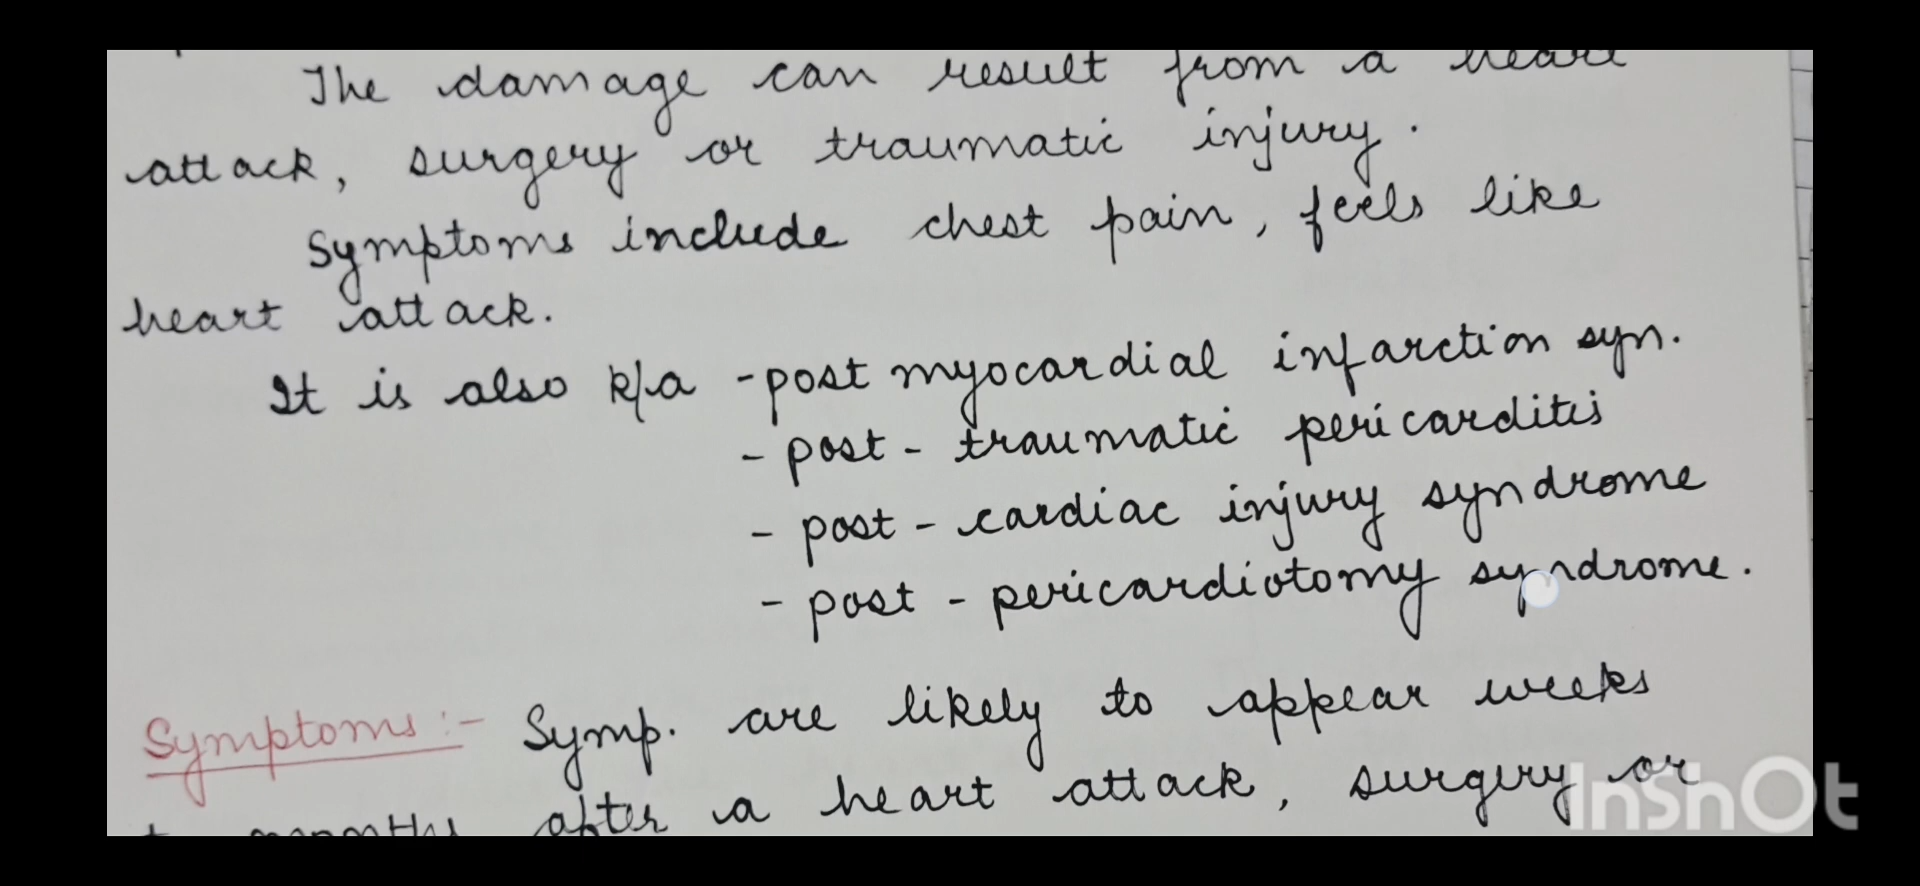 The damage can result from a heart
attack, surgery or traumatic injury.
Symptoms include chest pain, feels like
heart attack.
It is also k/a - post myocardial infarction syn.
- post - traumatic pericarditis
- post - cardiac injury syndrome
- post - pericardiotomy syndrome.
Symptoms :- Symp. are likely to appear weeks
after a heart attack, surgery or
InShOt